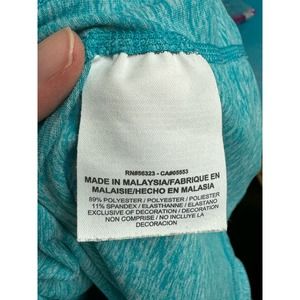 RN#56323 - CA#05553
MADE IN MALAYSIA/FABRIQUE EN
MALAISIE/HECHO EN MALASIA
89% POLYESTER / POLYESTER / POLIESTER
11% SPANDEX / ELASTHANNE / ELASTANO
EXCLUSIVE OF DECORATION / DECORATION
NON COMPRISE / NO INCLUYE LA
DECORACION